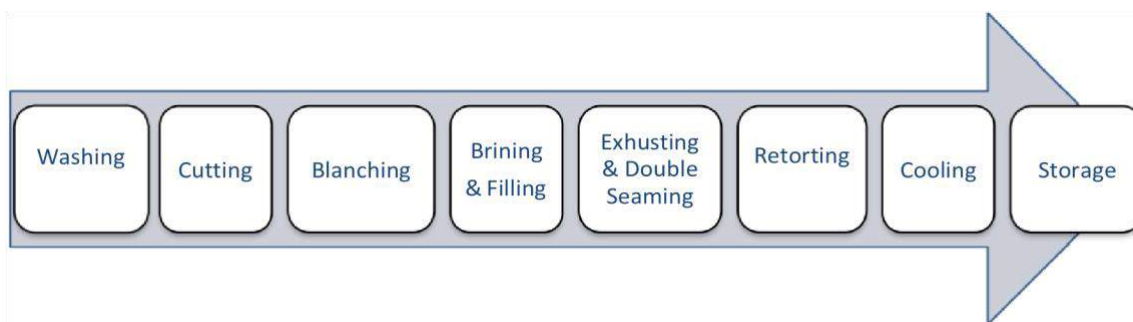 Washing
Cutting
Blanching
Brining
& Filling
Exhusting
& Double
Seaming
Retorting
Cooling
Storage